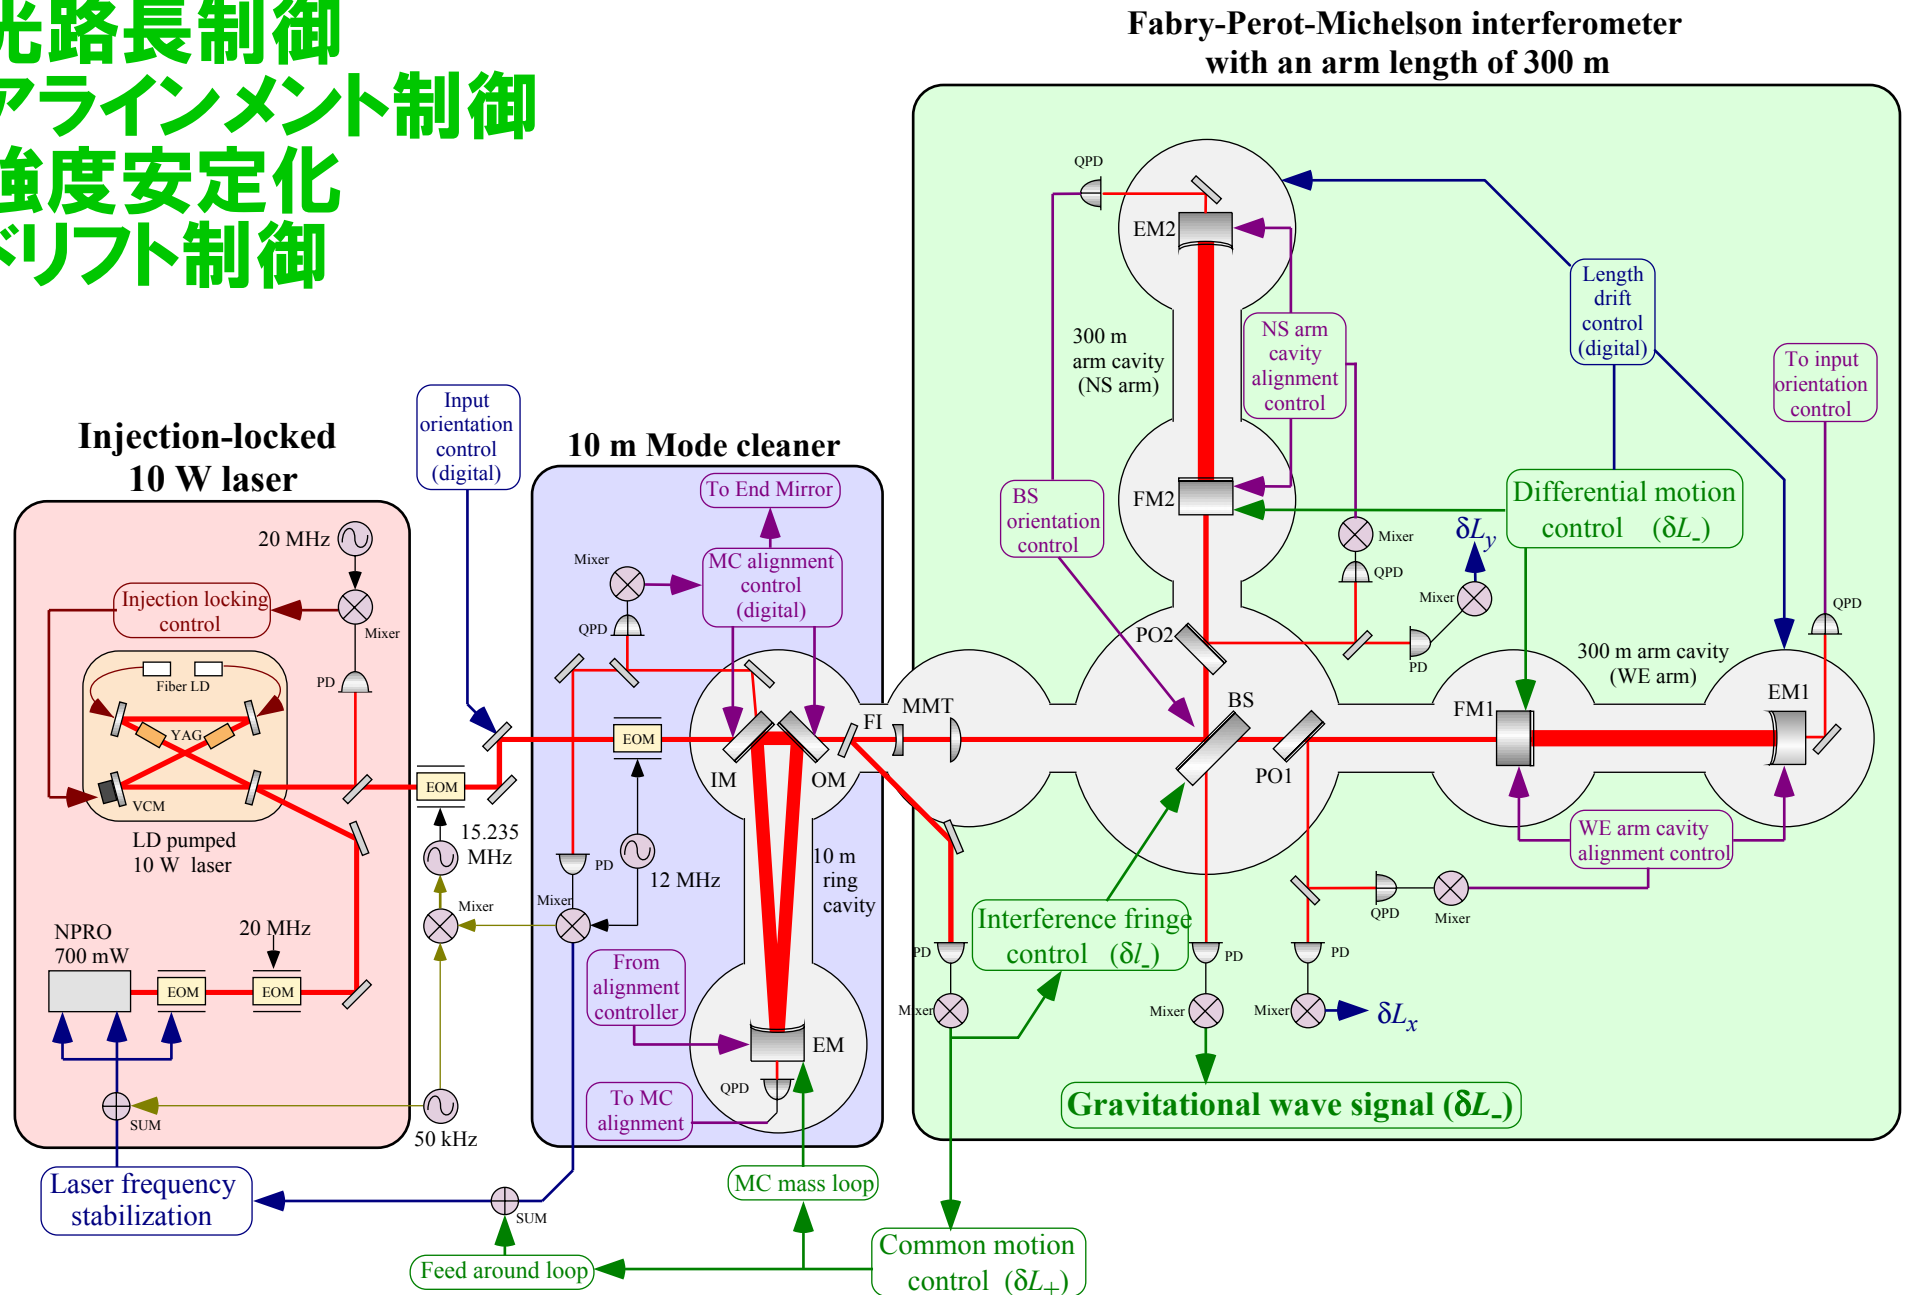 光路長制御
アラインメント制御
強度安定化
ドリフト制御
Fabry-Perot-Michelson interferometer
with an arm length of 300 m
Injection-locked
10 W laser
20 MHz
Injection locking
control
Mixer
PD
Fiber LD
YAG
VCM
LD pumped
10 W laser
NPRO
700 mW
20 MHz
EOM
EOM
SUM
Laser frequency
stabilization
Input
orientation
control
(digital)
EOM
15.235
MHz
Mixer
50 kHz
10 m Mode cleaner
To End Mirror
Mixer
MC alignment
control
(digital)
QPD
EOM
IM
OM
FI
MMT
PD
12 MHz
Mixer
10 m
ring
cavity
From
alignment
controller
EM
QPD
To MC
alignment
MC mass loop
SUM
Feed around loop
Common motion
control (δL+)
QPD
EM2
300 m
arm cavity
(NS arm)
NS arm
cavity
alignment
control
Length
drift
control
(digital)
To input
orientation
control
BS
orientation
control
FM2
Differential motion
control (δL-)
Mixer
QPD
δLy
Mixer
PD
QPD
PO2
BS
PO1
FM1
300 m arm cavity
(WE arm)
EM1
WE arm cavity
alignment control
QPD
Mixer
Interference fringe
control (δl-)
PD
Mixer
PD
Mixer
PD
Mixer
δLx
Gravitational wave signal (δL-)